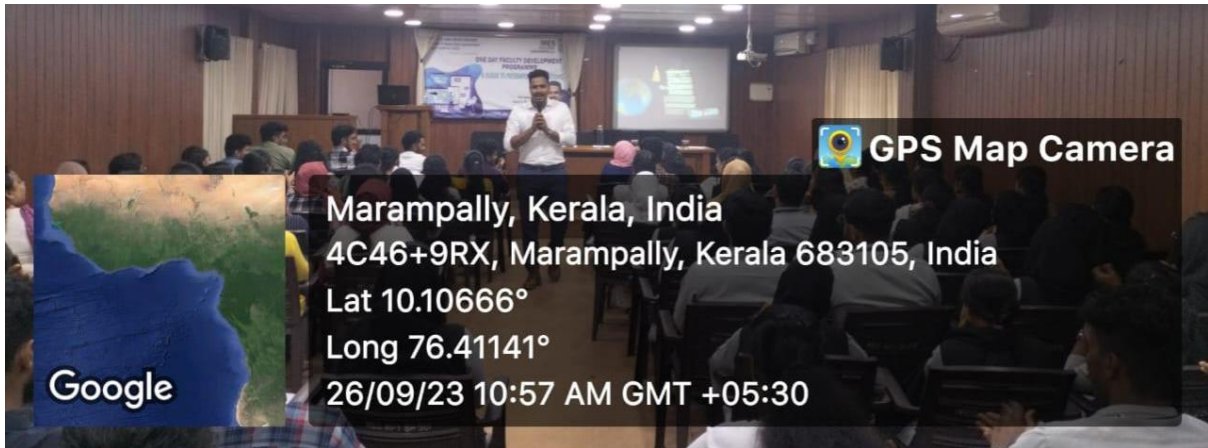 ONE DAY FACULTY DEVELOPMENT
PROGRAMME
GPS Map Camera
Marampally, Kerala, India
4C46+9RX, Marampally, Kerala 683105, India
Lat 10.10666°
Long 76.41141°
26/09/23 10:57 AM GMT +05:30
Google